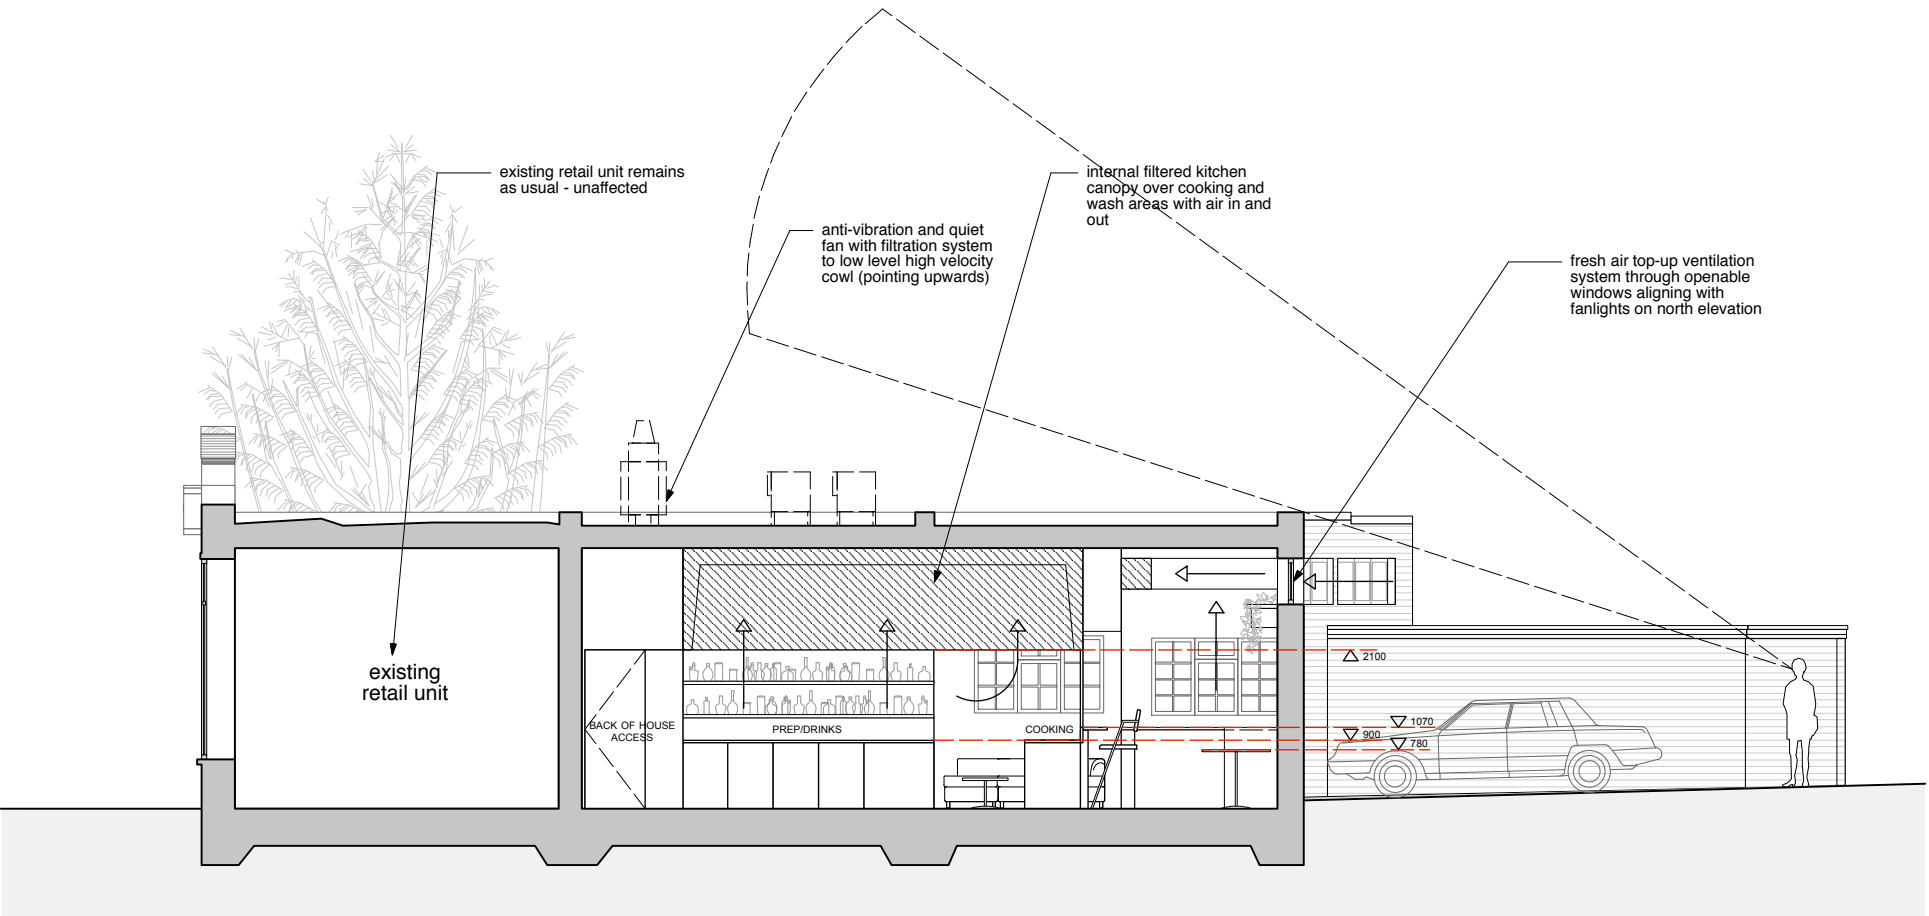 existing retail unit remains
as usual - unaffected
anti-vibration and quiet
fan with filtration system
to low level high velocity
cowl (pointing upwards)
internal filtered kitchen
canopy over cooking and
wash areas with air in and
out
fresh air top-up ventilation
system through openable
windows aligning with
fanlights on north elevation
existing
retail unit
BACK OF HOUSE
ACCESS
PREP/DRINKS
COOKING
2100
1070
900
780